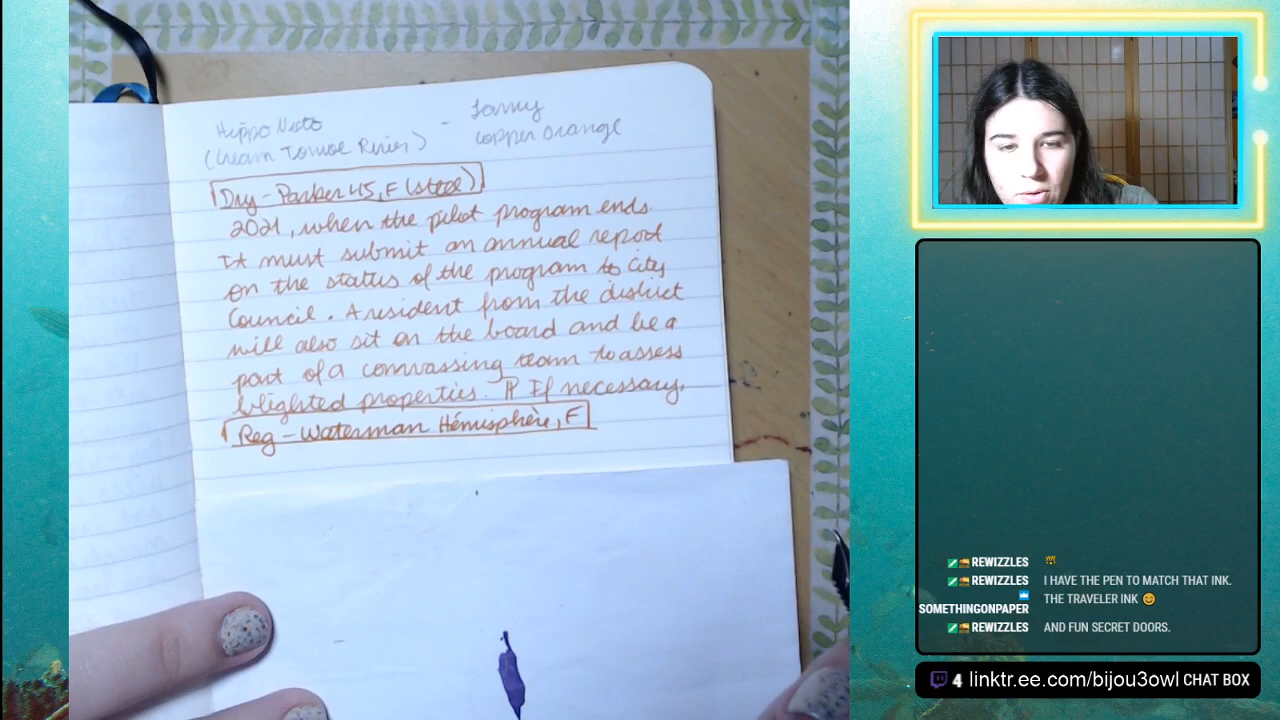 Hippo Noto
(Cream Tomoe River)
- Lamy
copper orange
Dry - Parker 45, F (steel)
2021, when the pilot program ends.
It must submit an annual report
on the status of the program to City
Council. A resident from the district
will also sit on the board and be a
part of a canvassing team to assess
blighted properties. ¶ If necessary,
Reg - Waterman Hémisphère, F
REWIZZLES
REWIZZLES I HAVE THE PEN TO MATCH THAT INK.
SOMETHINGONPAPER THE TRAVELER INK
REWIZZLES AND FUN SECRET DOORS.
4 linktr.ee.com/bijou3owl CHAT BOX